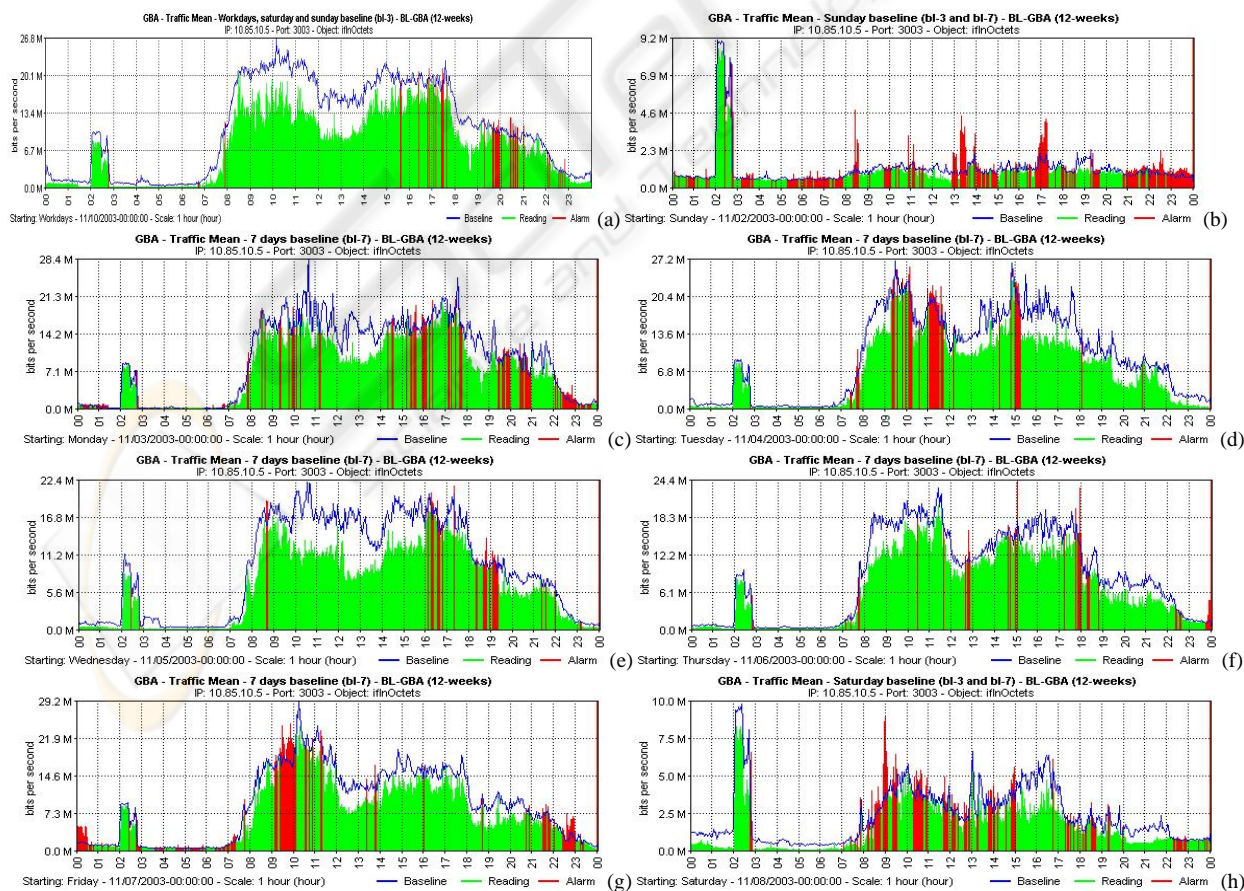 GBA - Traffic Mean - Workdays, saturday and sunday baseline (bl-3) - BL-GBA (12-weeks)
IP: 10.85.10.5 - Port: 3003 - Object: ifInOctets
bits per second
26.8 M
20.1 M
13.4 M
6.7 M
0.0 M
00 01 02 03 04 05 06 07 08 09 10 11 12 13 14 15 16 17 18 19 20 21 22 23
Starting: Workdays - 11/10/2003-00:00:00 - Scale: 1 hour (hour) Baseline Reading Alarm
(a)
GBA - Traffic Mean - Sunday baseline (bl-3 and bl-7) - BL-GBA (12-weeks)
IP: 10.85.10.5 - Port: 3003 - Object: ifInOctets
bits per second
9.2 M
6.9 M
4.6 M
2.3 M
0.0 M
00 01 02 03 04 05 06 07 08 09 10 11 12 13 14 15 16 17 18 19 20 21 22 23 00
Starting: Sunday - 11/02/2003-00:00:00 - Scale: 1 hour (hour) Baseline Reading Alarm
(b)
GBA - Traffic Mean - 7 days baseline (bl-7) - BL-GBA (12-weeks)
IP: 10.85.10.5 - Port: 3003 - Object: ifInOctets
bits per second
28.4 M
21.3 M
14.2 M
7.1 M
0.0 M
00 01 02 03 04 05 06 07 08 09 10 11 12 13 14 15 16 17 18 19 20 21 22 23 00
Starting: Monday - 11/03/2003-00:00:00 - Scale: 1 hour (hour) Baseline Reading Alarm
(c)
GBA - Traffic Mean - 7 days baseline (bl-7) - BL-GBA (12-weeks)
IP: 10.85.10.5 - Port: 3003 - Object: ifInOctets
bits per second
27.2 M
20.4 M
13.6 M
6.8 M
0.0 M
00 01 02 03 04 05 06 07 08 09 10 11 12 13 14 15 16 17 18 19 20 21 22 23 00
Starting: Tuesday - 11/04/2003-00:00:00 - Scale: 1 hour (hour) Baseline Reading Alarm
(d)
GBA - Traffic Mean - 7 days baseline (bl-7) - BL-GBA (12-weeks)
IP: 10.85.10.5 - Port: 3003 - Object: ifInOctets
bits per second
22.4 M
16.8 M
11.2 M
5.6 M
0.0 M
00 01 02 03 04 05 06 07 08 09 10 11 12 13 14 15 16 17 18 19 20 21 22 23 00
Starting: Wednesday - 11/05/2003-00:00:00 - Scale: 1 hour (hour) Baseline Reading Alarm
(e)
GBA - Traffic Mean - 7 days baseline (bl-7) - BL-GBA (12-weeks)
IP: 10.85.10.5 - Port: 3003 - Object: ifInOctets
bits per second
24.4 M
18.3 M
12.2 M
6.1 M
0.0 M
00 01 02 03 04 05 06 07 08 09 10 11 12 13 14 15 16 17 18 19 20 21 22 23 00
Starting: Thursday - 11/06/2003-00:00:00 - Scale: 1 hour (hour) Baseline Reading Alarm
(f)
GBA - Traffic Mean - 7 days baseline (bl-7) - BL-GBA (12-weeks)
IP: 10.85.10.5 - Port: 3003 - Object: ifInOctets
bits per second
29.2 M
21.9 M
14.6 M
7.3 M
0.0 M
00 01 02 03 04 05 06 07 08 09 10 11 12 13 14 15 16 17 18 19 20 21 22 23 00
Starting: Friday - 11/07/2003-00:00:00 - Scale: 1 hour (hour) Baseline Reading Alarm
(g)
GBA - Traffic Mean - Saturday baseline (bl-3 and bl-7) - BL-GBA (12-weeks)
IP: 10.85.10.5 - Port: 3003 - Object: ifInOctets
bits per second
10.0 M
7.5 M
5.0 M
2.5 M
0.0 M
00 01 02 03 04 05 06 07 08 09 10 11 12 13 14 15 16 17 18 19 20 21 22 23 00
Starting: Saturday - 11/08/2003-00:00:00 - Scale: 1 hour (hour) Baseline Reading Alarm
(h)